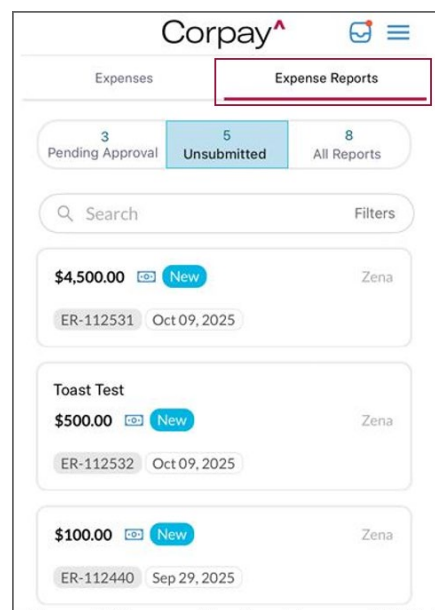 Corpay^
Expenses Expense Reports
3 5 8
Pending Approval Unsubmitted All Reports
Search Filters
$4,500.00 New Zena
ER-112531 Oct 09, 2025
Toast Test
$500.00 New Zena
ER-112532 Oct 09, 2025
$100.00 New Zena
ER-112440 Sep 29, 2025